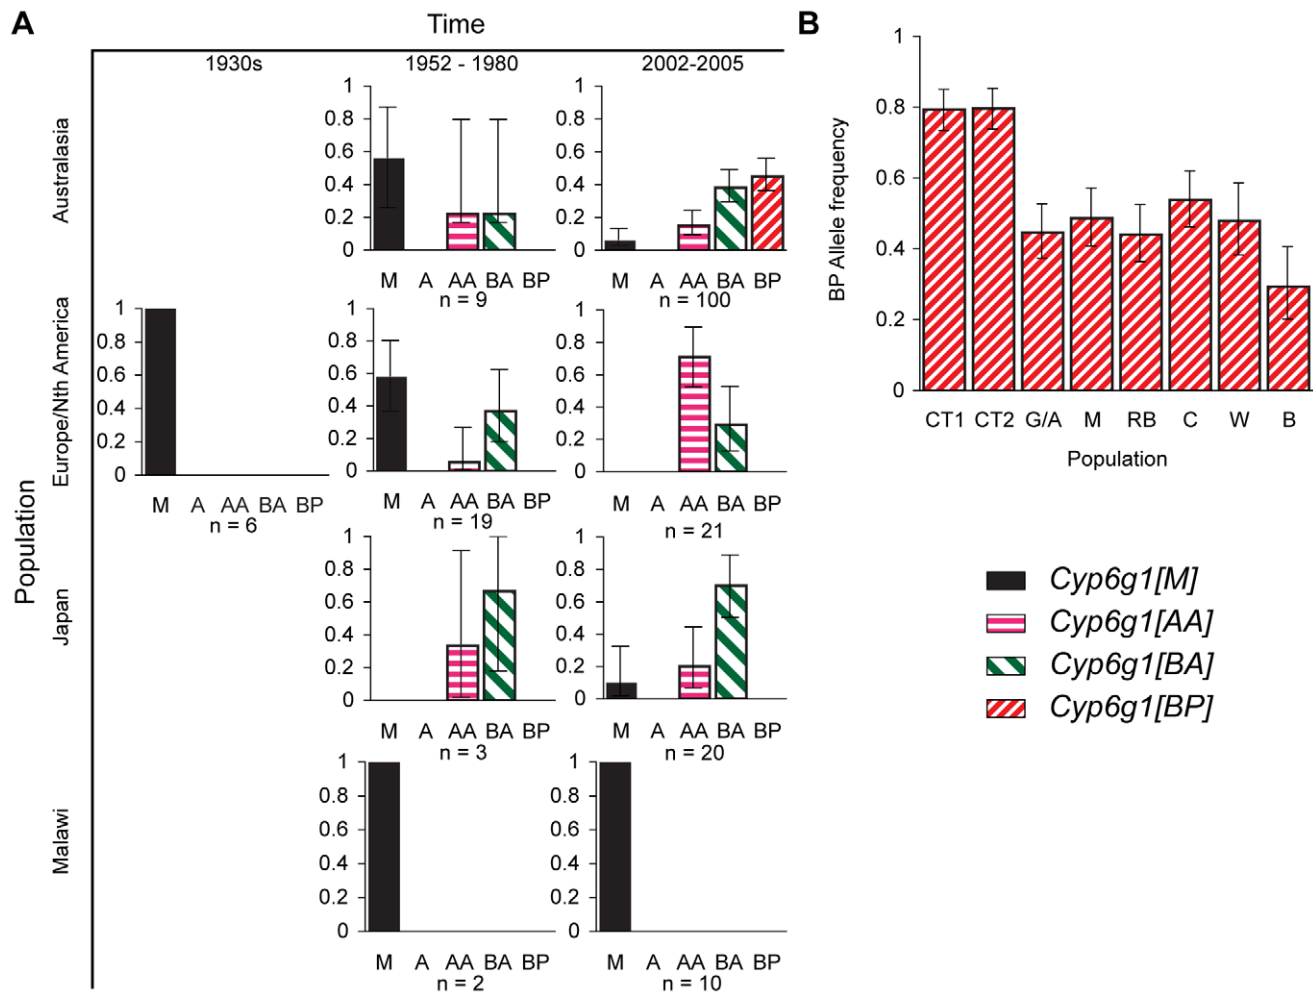 A
Time
1930s
1952 - 1980
2002-2005
Population
Australasia
1
0.8
0.6
0.4
0.2
0
M A AA BA BP
n = 9
1
0.8
0.6
0.4
0.2
0
M A AA BA BP
n = 100
Europe/Nth America
1
0.8
0.6
0.4
0.2
0
M A AA BA BP
n = 6
1
0.8
0.6
0.4
0.2
0
M A AA BA BP
n = 19
1
0.8
0.6
0.4
0.2
0
M A AA BA BP
n = 21
Japan
1
0.8
0.6
0.4
0.2
0
M A AA BA BP
n = 3
1
0.8
0.6
0.4
0.2
0
M A AA BA BP
n = 20
Malawi
1
0.8
0.6
0.4
0.2
0
M A AA BA BP
n = 2
1
0.8
0.6
0.4
0.2
0
M A AA BA BP
n = 10
B
BP Allele frequency
1
0.8
0.6
0.4
0.2
0
CT1 CT2 G/A M RB C W B
Population
Cyp6g1[M]
Cyp6g1[AA]
Cyp6g1[BA]
Cyp6g1[BP]